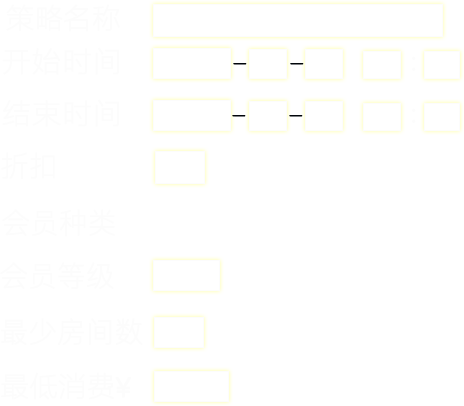 策略名称
开始时间 - -
结束时间 - -
折扣
会员种类
会员等级
最少房间数
最低消费¥